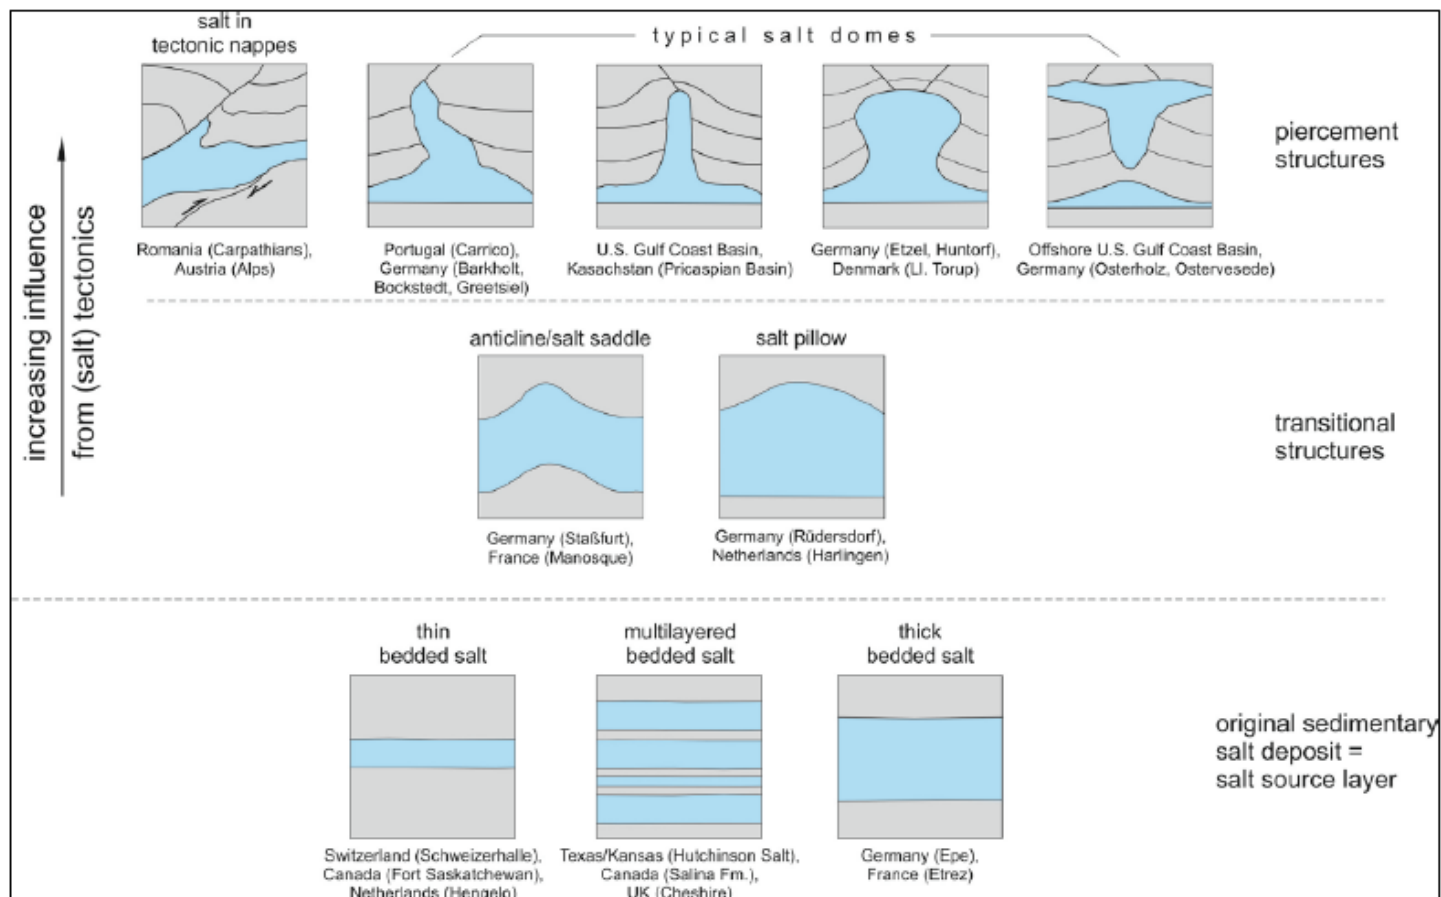 salt in
tectonic nappes
typical salt domes
piercement
structures
Romania (Carpathians),
Austria (Alps)
Portugal (Carrico),
Germany (Barkholt,
Bockstedt, Greetsiel)
U.S. Gulf Coast Basin,
Kasachstan (Pricaspian Basin)
Germany (Etzel, Huntorf)
Denmark (Ll. Torup)
Offshore U.S. Gulf Coast Basin,
Germany (Osterholz, Ostervesede)
increasing influence
from (salt) tectonics
anticline/salt saddle
salt pillow
transitional
structures
Germany (Staßfurt),
France (Manosque)
Germany (Rüdersdorf),
Netherlands (Harlingen)
thin
bedded salt
multilayered
bedded salt
thick
bedded salt
original sedimentary
salt deposit =
salt source layer
Switzerland (Schweizerhalle),
Canada (Fort Saskatchewan),
Netherlands (Hengelo)
Texas/Kansas (Hutchinson Salt),
Canada (Salina Fm.),
UK (Cheshire)
Germany (Epe),
France (Etrez)